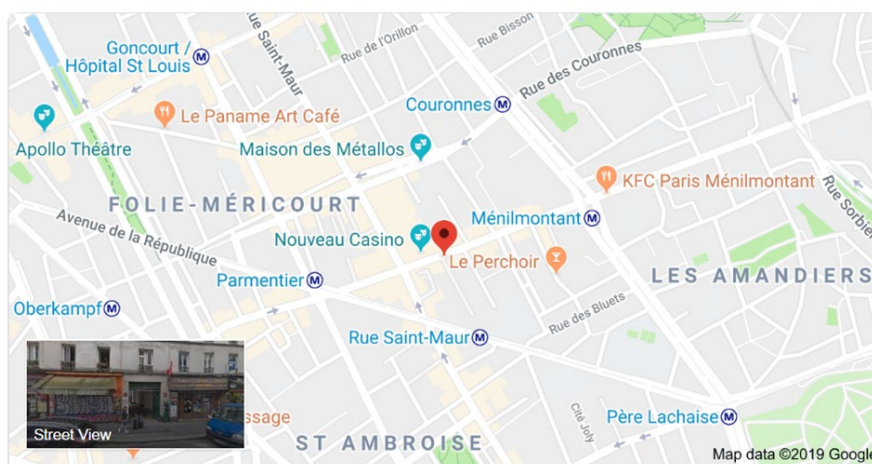 Goncourt /
Hôpital St Louis
Rue Saint-Maur
Rue de l'Orillon
Rue Bisson
Rue des Couronnes
Couronnes
Le Paname Art Café
Apollo Théâtre
Maison des Métallos
KFC Paris Ménilmontant
Rue Sorbier
FOLIE-MÉRICOURT
Ménilmontant
Avenue de la République
Nouveau Casino
Le Perchoir
LES AMANDIERS
Parmentier
Oberkampf
Rue des Bluets
Rue Saint-Maur
Street View
ssage
Cité Joly
Père Lachaise
ST AMBROISE
Map data ©2019 Google